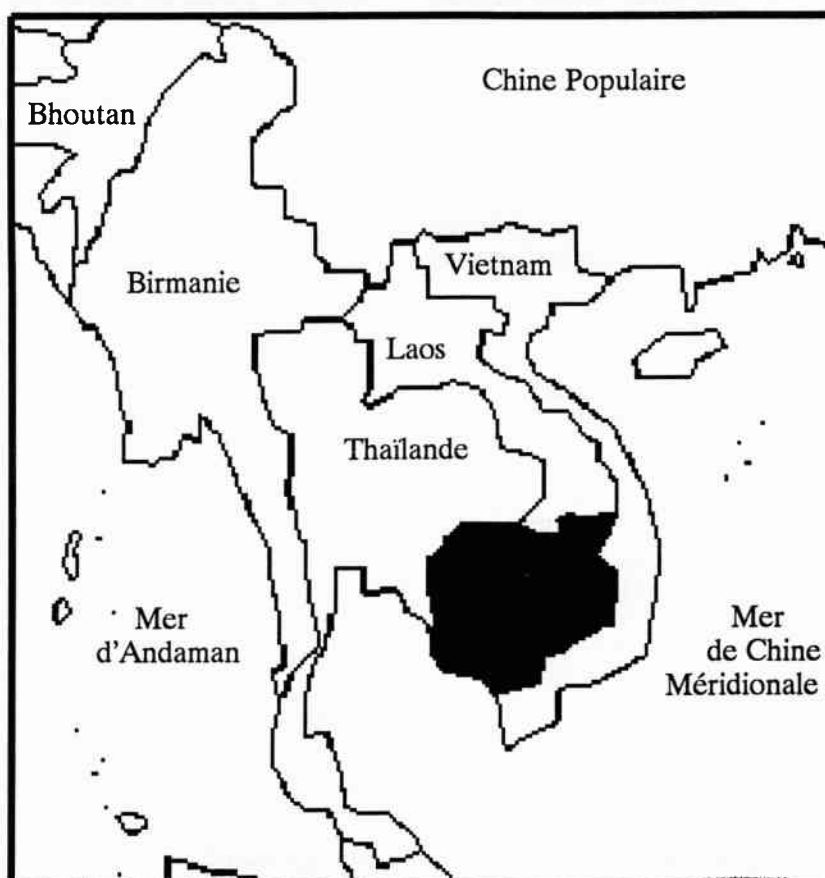 Chine Populaire
Bhoutan
Vietnam
Birmanie
Laos
Thaïlande
Mer
d'Andaman
Mer
de Chine
Méridionale